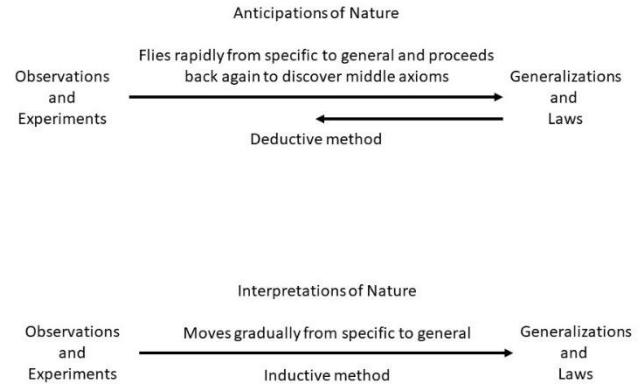 Anticipations of Nature
Flies rapidly from specific to general and proceeds
back again to discover middle axioms
Observations
and
Experiments
Generalizations
and
Laws
Deductive method
Interpretations of Nature
Observations
and
Experiments
Moves gradually from specific to general
Generalizations
and
Laws
Inductive method